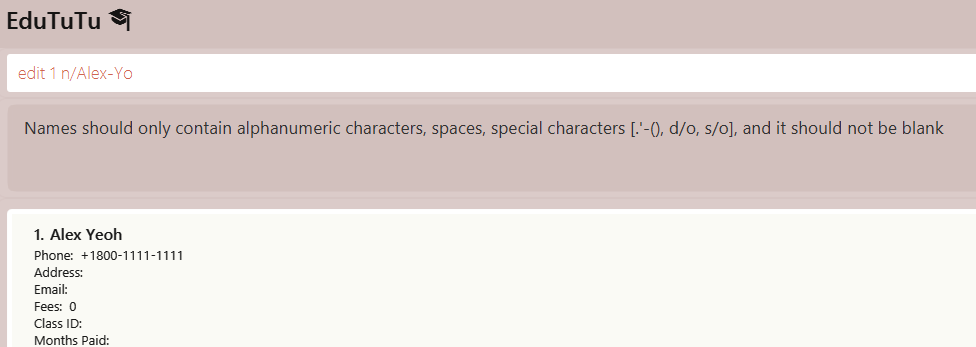 EduTuTu
edit 1 n/Alex-Yo
Names should only contain alphanumeric characters, spaces, special characters [.'-(), d/o, s/o], and it should not be blank
1. Alex Yeoh
Phone: +1800-1111-1111
Address:
Email:
Fees: 0
Class ID:
Months Paid: